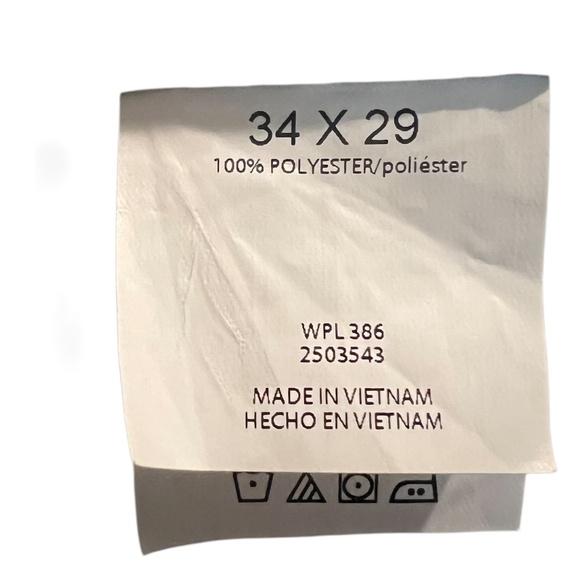 34 X 29
100% POLYESTER/poliéster
WPL 386
2503543
MADE IN VIETNAM
HECHO EN VIETNAM